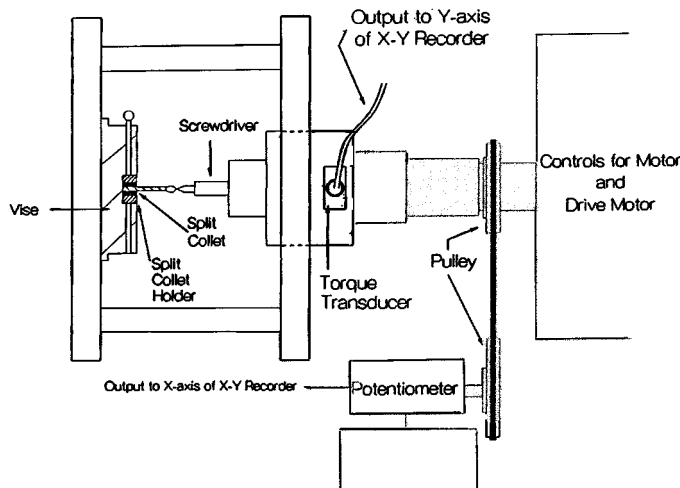 Output to Y-axis
of X-Y Recorder
Screwdriver
Controls for Motor
and
Drive Motor
Vise
Split
Collet
Split
Collet
Holder
Pulley
Torque
Transducer
Output to X-axis of X-Y Recorder
Potentiometer